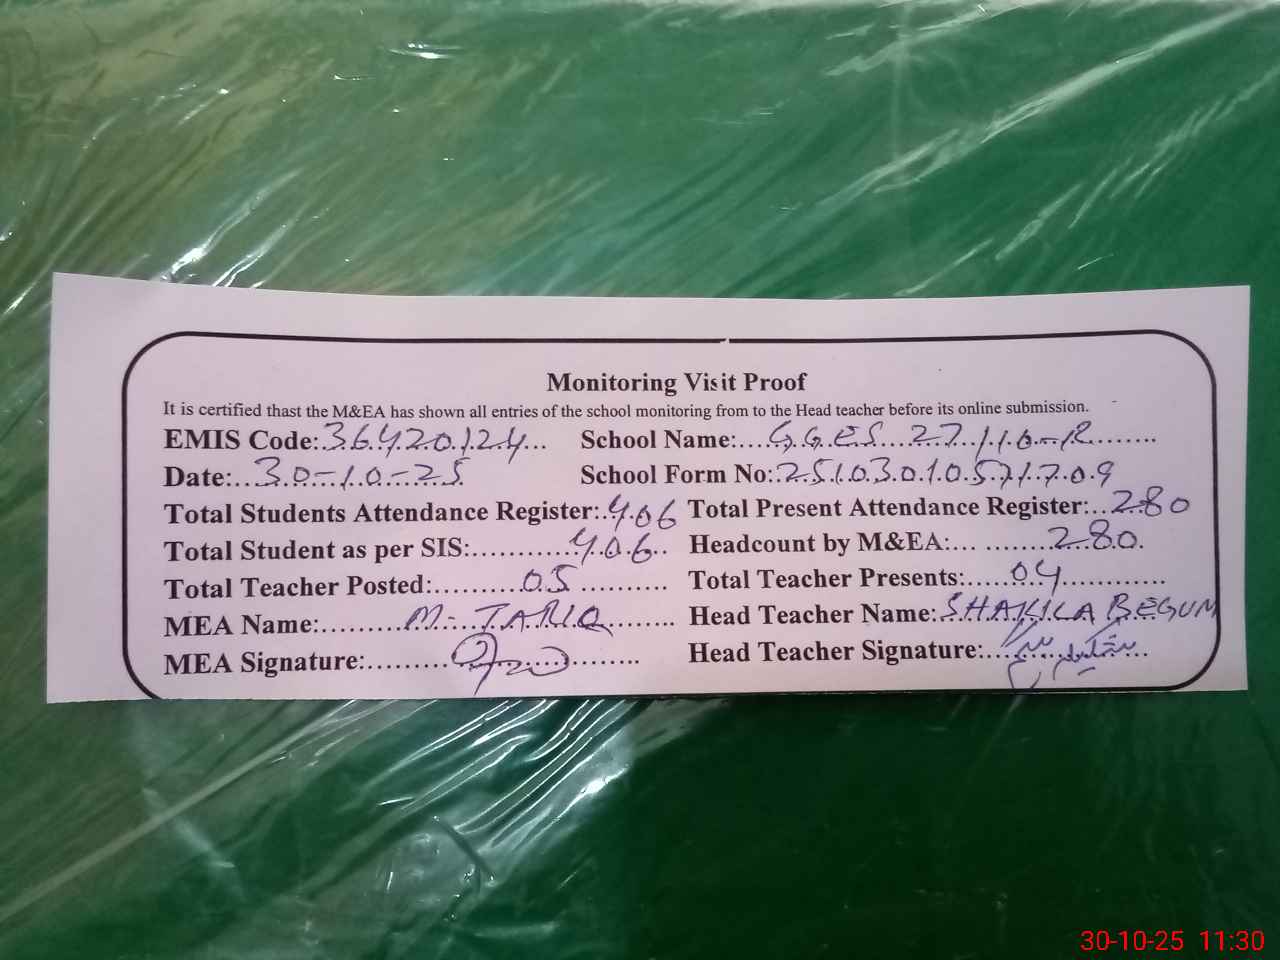 Monitoring Visit Proof
It is certified thast the M&EA has shown all entries of the school monitoring from to the Head teacher before its online submission.
EMIS Code: 36420124 School Name: G.G.E.S 27/10-R
Date: 30-10-25 School Form No: 25103010571709
Total Students Attendance Register: 406 Total Present Attendance Register: 280
Total Student as per SIS: 406 Headcount by M&EA: 280
Total Teacher Posted: 05 Total Teacher Presents: 04
MEA Name: M. TARIQ Head Teacher Name: SHAKILA BEGUM
MEA Signature: Head Teacher Signature:
30-10-25 11:30